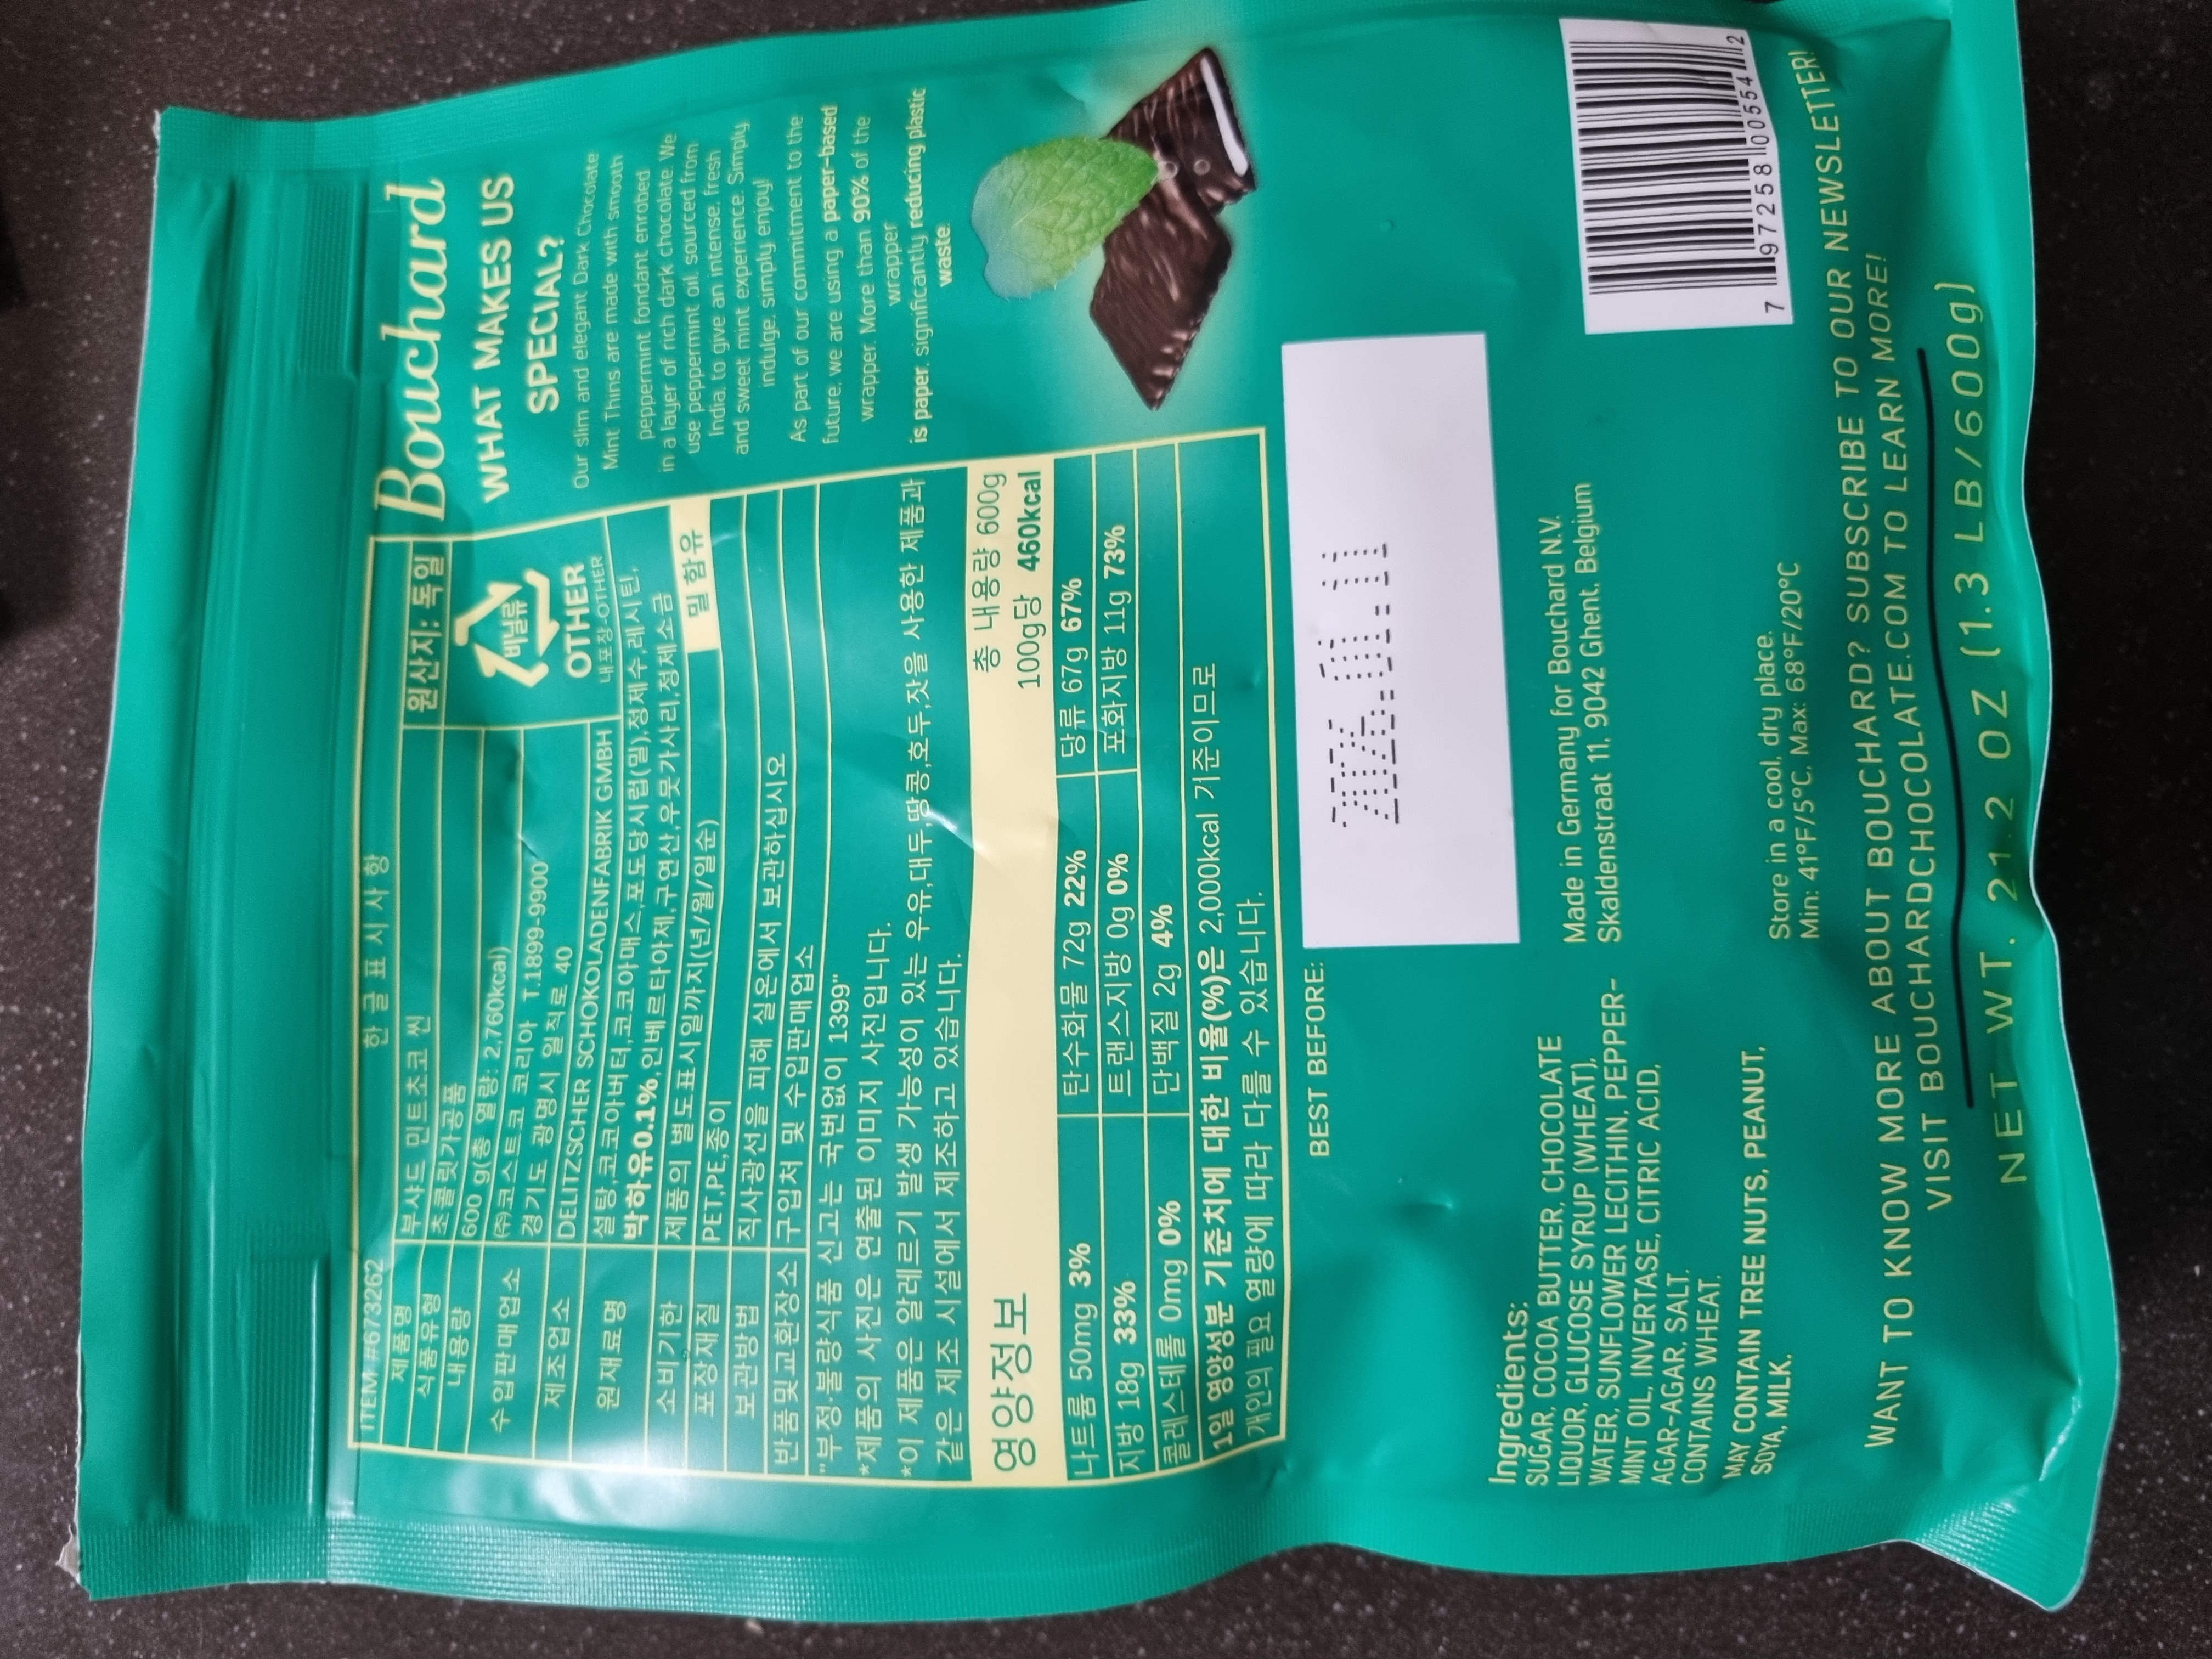 ITEM #673262 한 글 표 시 사 항
제품명 부샤드 민트초코 씬 원산지: 독일
식품유형 초콜릿가공품
내용량 600 g(총 열량: 2,760kcal)
수입판매업소 (주)코스트코 코리아 T.1899-9900
경기도 광명시 일직로 40
제조업소 DELITZSCHER SCHOKOLADENFABRIK GMBH
비닐류
OTHER
내포장-OTHER
원재료명 설탕,코코아버터,코코아매스,포도당시럽(밀),정제수,레시틴,
박하유0.1%,인베르타아제,구연산,우뭇가사리,정제소금
밀 함유
소비기한 제품의 별도표시일까지(년/월/일순)
포장재질 PET,PE,종이
보관방법 직사광선을 피해 실온에서 보관하십시오
반품및교환장소 구입처 및 수입판매업소
"부정·불량식품 신고는 국번없이 1399"
*제품의 사진은 연출된 이미지 사진입니다.
*이 제품은 알레르기 발생 가능성이 있는 우유,대두,땅콩,호두,잣을 사용한 제품과
같은 제조 시설에서 제조하고 있습니다.
영양정보
총 내용량 600g
100g당 460kcal
나트륨 50mg 3% 탄수화물 72g 22% 당류 67g 67%
지방 18g 33% 트랜스지방 0g 0% 포화지방 11g 73%
콜레스테롤 0mg 0% 단백질 2g 4%
1일 영양성분 기준치에 대한 비율(%)은 2,000kcal 기준이므로
개인의 필요 열량에 따라 다를 수 있습니다.
Bouchard
WHAT MAKES US
SPECIAL?
Our slim and elegant Dark Chocolate
Mint Thins are made with smooth
peppermint fondant enrobed
in a layer of rich dark chocolate. We
use peppermint oil, sourced from
India, to give an intense, fresh
and sweet mint experience. Simply
indulge, simply enjoy!
As part of our commitment to the
future, we are using a paper-based
wrapper. More than 90% of the
wrapper
is paper, significantly reducing plastic
waste.
BEST BEFORE:
Ingredients:
SUGAR, COCOA BUTTER, CHOCOLATE
LIQUOR, GLUCOSE SYRUP (WHEAT),
WATER, SUNFLOWER LECITHIN, PEPPER-
MINT OIL, INVERTASE, CITRIC ACID,
AGAR-AGAR, SALT.
CONTAINS WHEAT.
MAY CONTAIN TREE NUTS, PEANUT,
SOYA, MILK.
Made in Germany for Bouchard N.V.
Skaldenstraat 11, 9042 Ghent, Belgium
Store in a cool, dry place.
Min: 41°F/5°C, Max: 68°F/20°C
7 97258 00554 2
WANT TO KNOW MORE ABOUT BOUCHARD? SUBSCRIBE TO OUR NEWSLETTER!
VISIT BOUCHARDCHOCOLATE.COM TO LEARN MORE!
NET WT. 21.2 OZ (1.3 LB/600g)